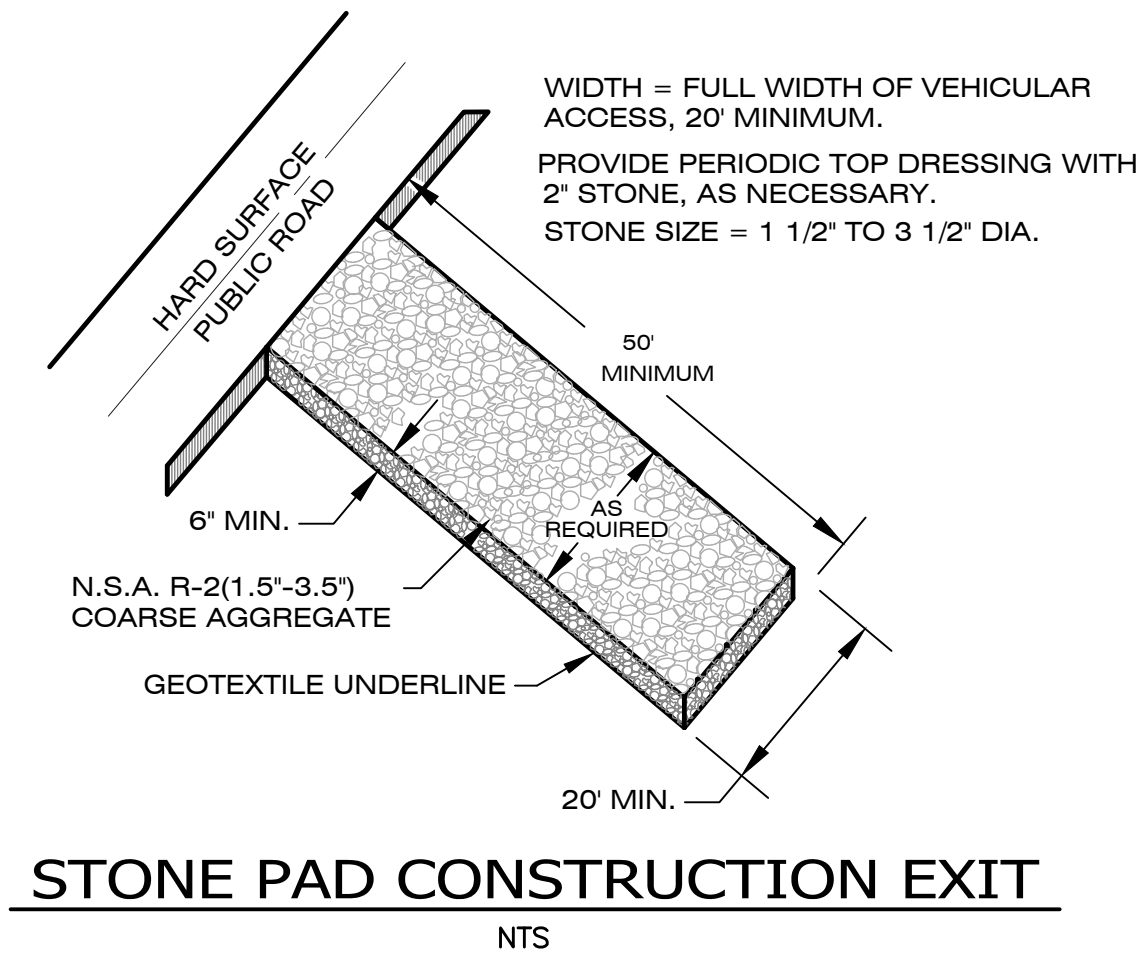 WIDTH = FULL WIDTH OF VEHICULAR
ACCESS, 20' MINIMUM.
PROVIDE PERIODIC TOP DRESSING WITH
2" STONE, AS NECESSARY.
STONE SIZE = 1 1/2" TO 3 1/2" DIA.
HARD SURFACE
PUBLIC ROAD
50'
MINIMUM
6" MIN.
AS
REQUIRED
N.S.A. R-2(1.5"-3.5")
COARSE AGGREGATE
GEOTEXTILE UNDERLINE
20' MIN.
STONE PAD CONSTRUCTION EXIT
NTS